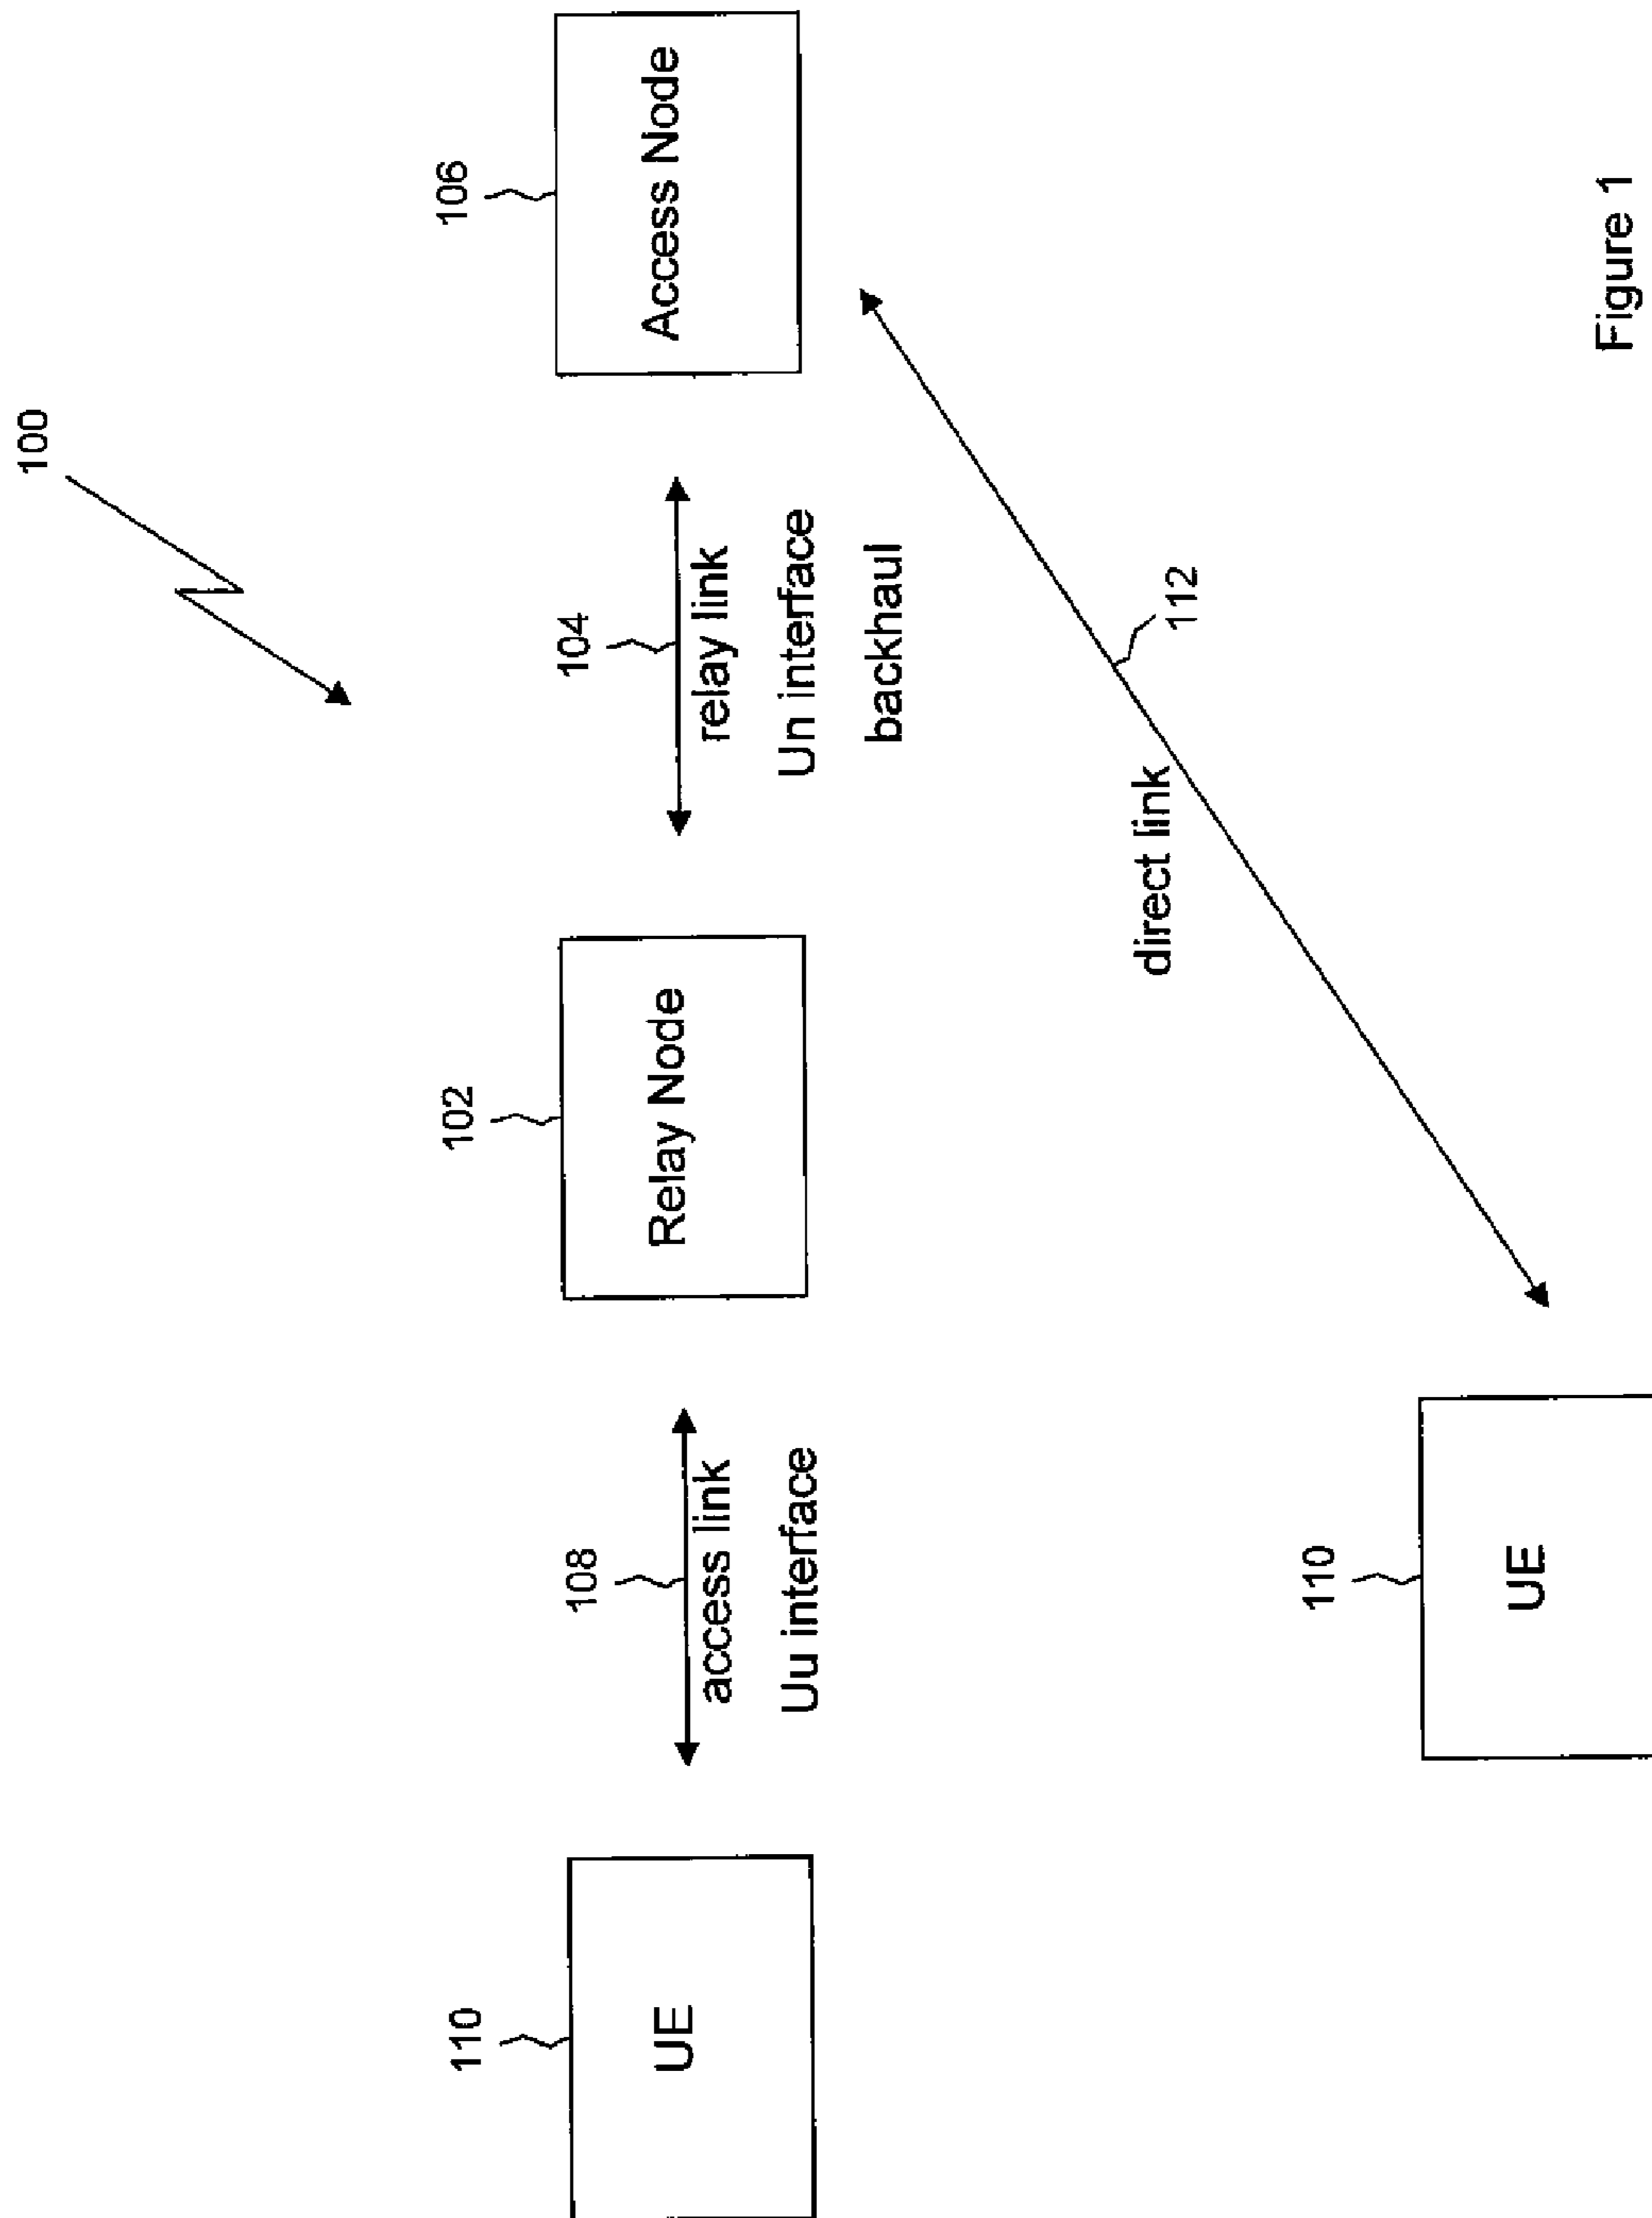 100
110
UE
108
access link
Uu interface
102
Relay Node
104
relay link
Un interface
backhaul
106
Access Node
direct link
112
110
UE
Figure 1